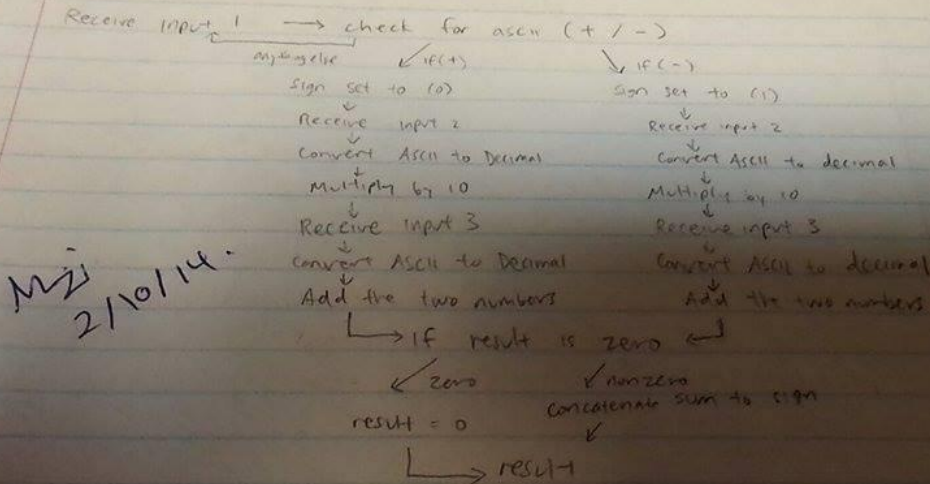 Receive input 1 → check for ascii (+ / -)
anything else
if(+)
if(-)
Sign set to (0)
Sign set to (1)
Receive input 2
Receive input 2
Convert ASCII to Decimal
Convert ASCII to decimal
Multiply by 10
Multiply by 10
Receive input 3
Receive input 3
Convert ASCII to Decimal
Convert ASCII to decimal
Add the two numbers
Add the two numbers
→ if result is zero ←
zero
nonzero
result = 0
concatenate sum to sign
→ result
2/10/14.